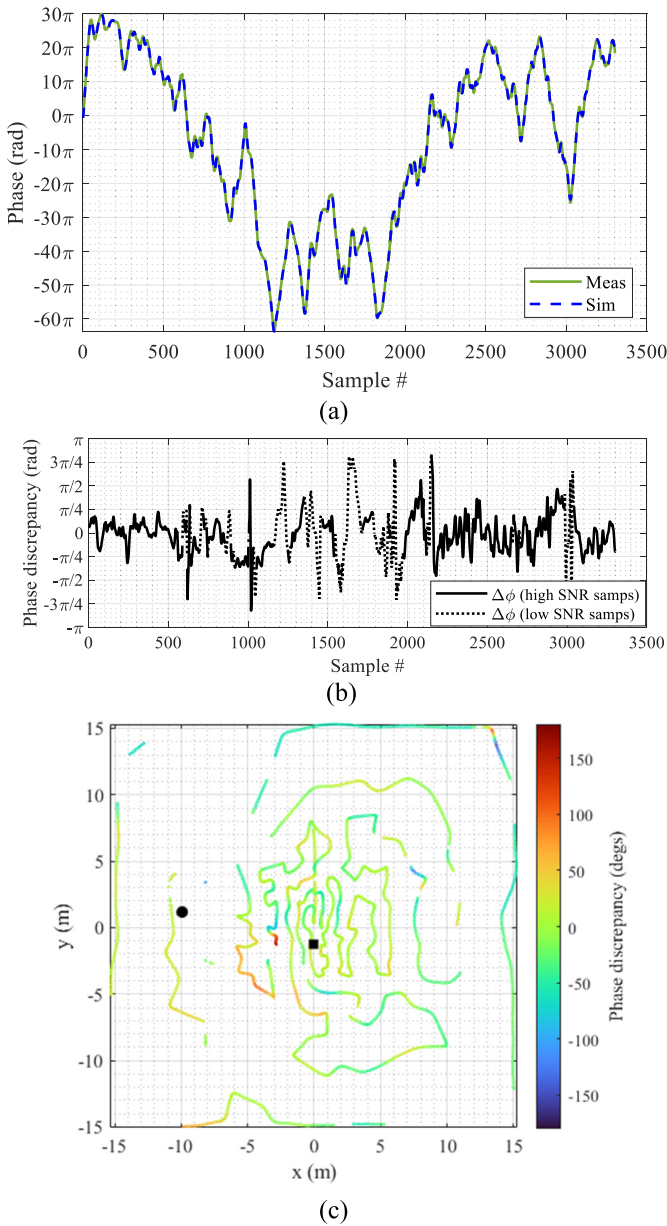 30π
20π
10π
0π
-10π
-20π
-30π
-40π
-50π
-60π
Phase (rad)
Meas
Sim
0 500 1000 1500 2000 2500 3000 3500
Sample #
(a)
π
3π/4
π/2
π/4
0
-π/4
-π/2
-3π/4
-π
Phase discrepancy (rad)
Δϕ (high SNR samps)
Δϕ (low SNR samps)
0 500 1000 1500 2000 2500 3000 3500
Sample #
(b)
15
10
5
0
-5
-10
-15
y (m)
-15 -10 -5 0 5 10 15
x (m)
150
100
50
0
-50
-100
-150
Phase discrepancy (degs)
(c)